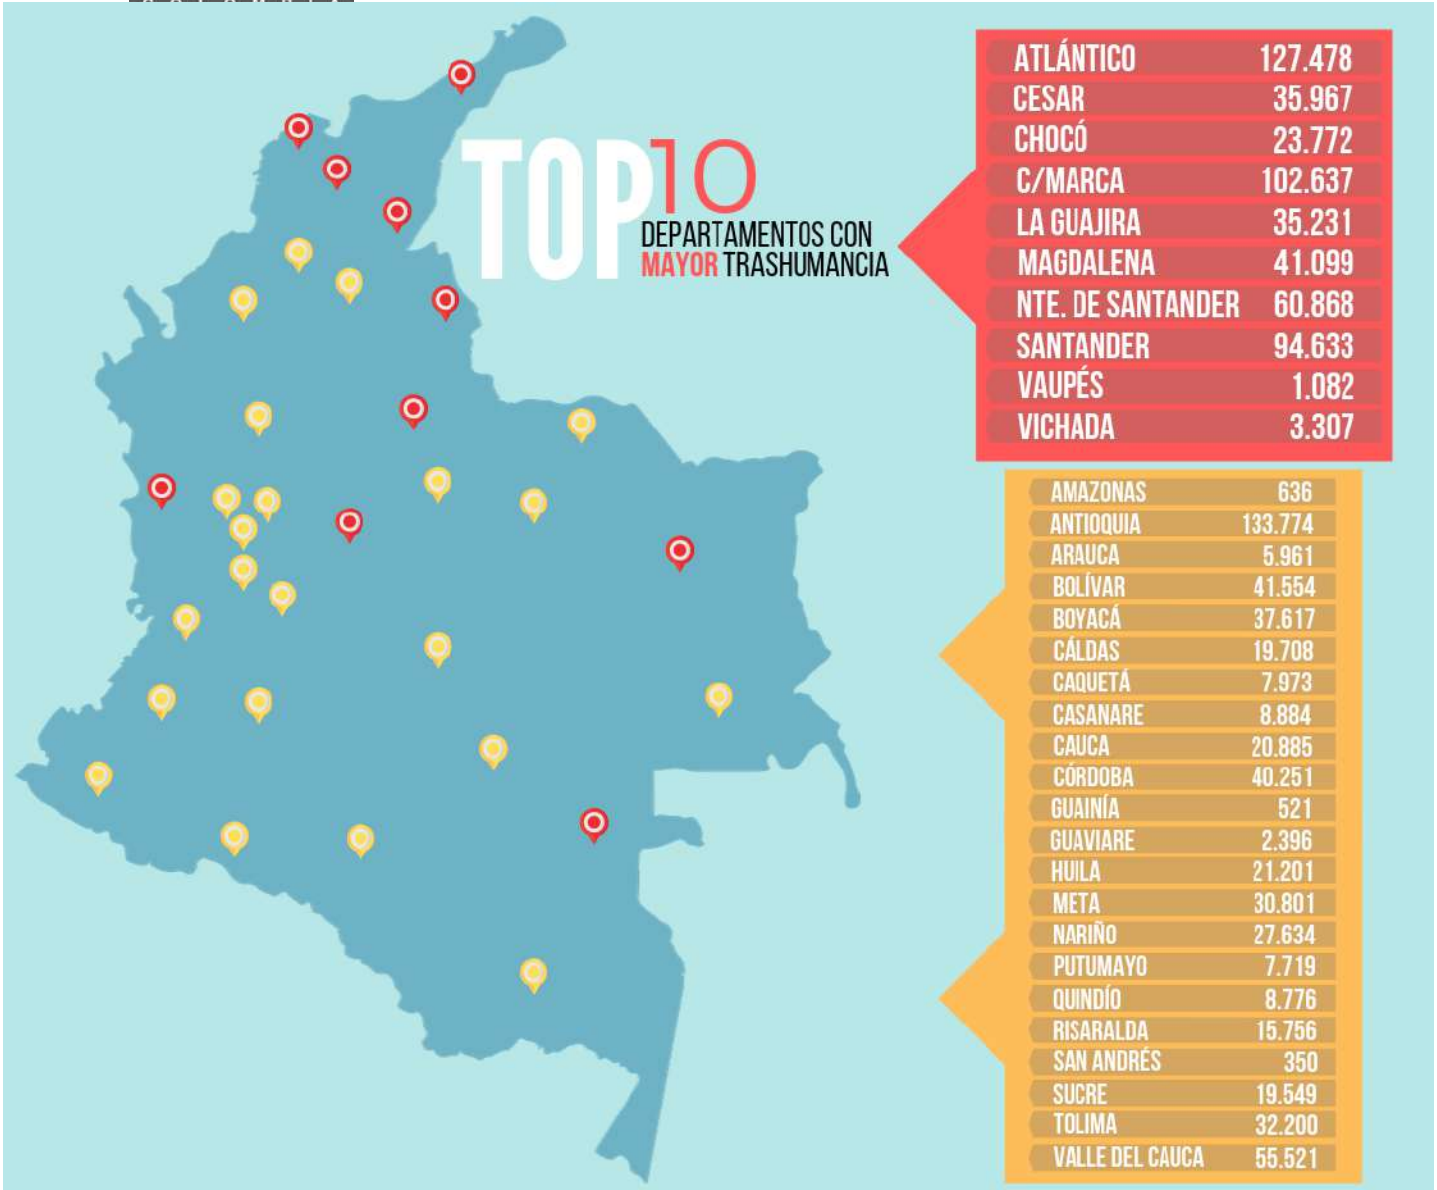 TOP 10
DEPARTAMENTOS CON
MAYOR TRASHUMANCIA
ATLÁNTICO 127.478
CESAR 35.967
CHOCÓ 23.772
C/MARCA 102.637
LA GUAJIRA 35.231
MAGDALENA 41.099
NTE. DE SANTANDER 60.868
SANTANDER 94.633
VAUPÉS 1.082
VICHADA 3.307
AMAZONAS 636
ANTIOQUIA 133.774
ARAUCA 5.961
BOLÍVAR 41.554
BOYACÁ 37.617
CÁLDAS 19.708
CAQUETÁ 7.973
CASANARE 8.884
CAUCA 20.885
CÓRDOBA 40.251
GUAINÍA 521
GUAVIARE 2.396
HUILA 21.201
META 30.801
NARIÑO 27.634
PUTUMAYO 7.719
QUINDÍO 8.776
RISARALDA 15.756
SAN ANDRÉS 350
SUCRE 19.549
TOLIMA 32.200
VALLE DEL CAUCA 55.521